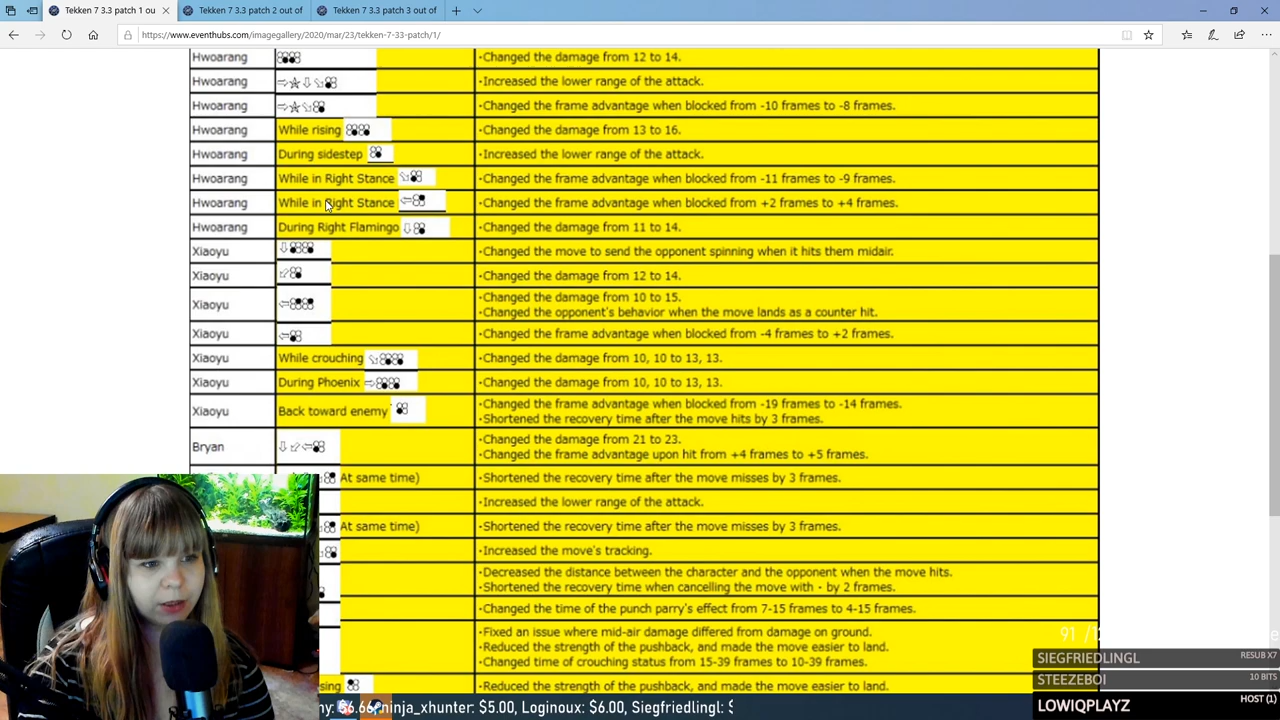 Tekken 7 3.3 patch 1 ou
Tekken 7 3.3 patch 2 out of
Tekken 7 3.3 patch 3 out of
https://www.eventhubs.com/imagegallery/2020/mar/23/tekken-7-33-patch/1/
Hwoarang •Changed the damage from 12 to 14.
Hwoarang •Increased the lower range of the attack.
Hwoarang •Changed the frame advantage when blocked from -10 frames to -8 frames.
Hwoarang While rising •Changed the damage from 13 to 16.
Hwoarang During sidestep •Increased the lower range of the attack.
Hwoarang While in Right Stance •Changed the frame advantage when blocked from -11 frames to -9 frames.
Hwoarang While in Right Stance •Changed the frame advantage when blocked from +2 frames to +4 frames.
Hwoarang During Right Flamingo •Changed the damage from 11 to 14.
Xiaoyu •Changed the move to send the opponent spinning when it hits them midair.
Xiaoyu •Changed the damage from 12 to 14.
Xiaoyu •Changed the damage from 10 to 15.
•Changed the opponent's behavior when the move lands as a counter hit.
Xiaoyu •Changed the frame advantage when blocked from -4 frames to +2 frames.
Xiaoyu While crouching •Changed the damage from 10, 10 to 13, 13.
Xiaoyu During Phoenix •Changed the damage from 10, 10 to 13, 13.
Xiaoyu Back toward enemy •Changed the frame advantage when blocked from -19 frames to -14 frames.
•Shortened the recovery time after the move hits by 3 frames.
Bryan •Changed the damage from 21 to 23.
•Changed the frame advantage upon hit from +4 frames to +5 frames.
At same time) •Shortened the recovery time after the move misses by 3 frames.
•Increased the lower range of the attack.
At same time) •Shortened the recovery time after the move misses by 3 frames.
•Increased the move's tracking.
•Decreased the distance between the character and the opponent when the move hits.
•Shortened the recovery time when cancelling the move with • by 2 frames.
•Changed the time of the punch parry's effect from 7-15 frames to 4-15 frames.
•Fixed an issue where mid-air damage differed from damage on ground.
•Reduced the strength of the pushback, and made the move easier to land.
•Changed time of crouching status from 15-39 frames to 10-39 frames.
sing •Reduced the strength of the pushback, and made the move easier to land.
91
SIEGFRIEDLINGL RESUB X7
STEEZEBOI 10 BITS
LOWIQPLAYZ HOST (1)
ny: $6.66, ninja_xhunter: $5.00, Loginoux: $6.00, Siegfriedlingl: $